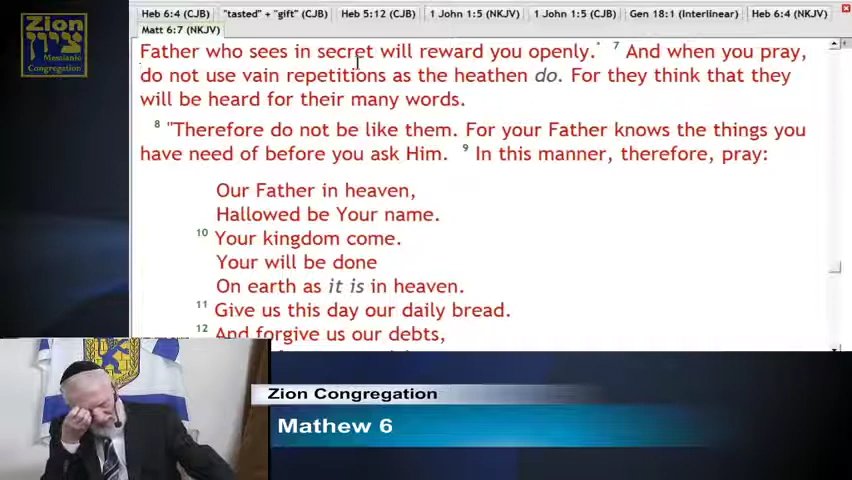 Zion
ציון
Messianic
Congregation
Heb 6:4 (CJB) "tasted" + "gift" (CJB) Heb 5:12 (CJB) 1 John 1:5 (NKJV) 1 John 1:5 (CJB) Gen 18:1 (Interlinear) Heb 6:4 (NKJV)
Matt 6:7 (NKJV)
Father who sees in secret will reward you openly. 7 And when you pray,
do not use vain repetitions as the heathen do. For they think that they
will be heard for their many words.
8 "Therefore do not be like them. For your Father knows the things you
have need of before you ask Him. 9 In this manner, therefore, pray:
Our Father in heaven,
Hallowed be Your name.
10 Your kingdom come.
Your will be done
On earth as it is in heaven.
11 Give us this day our daily bread.
12 And forgive us our debts,
Zion Congregation
Mathew 6